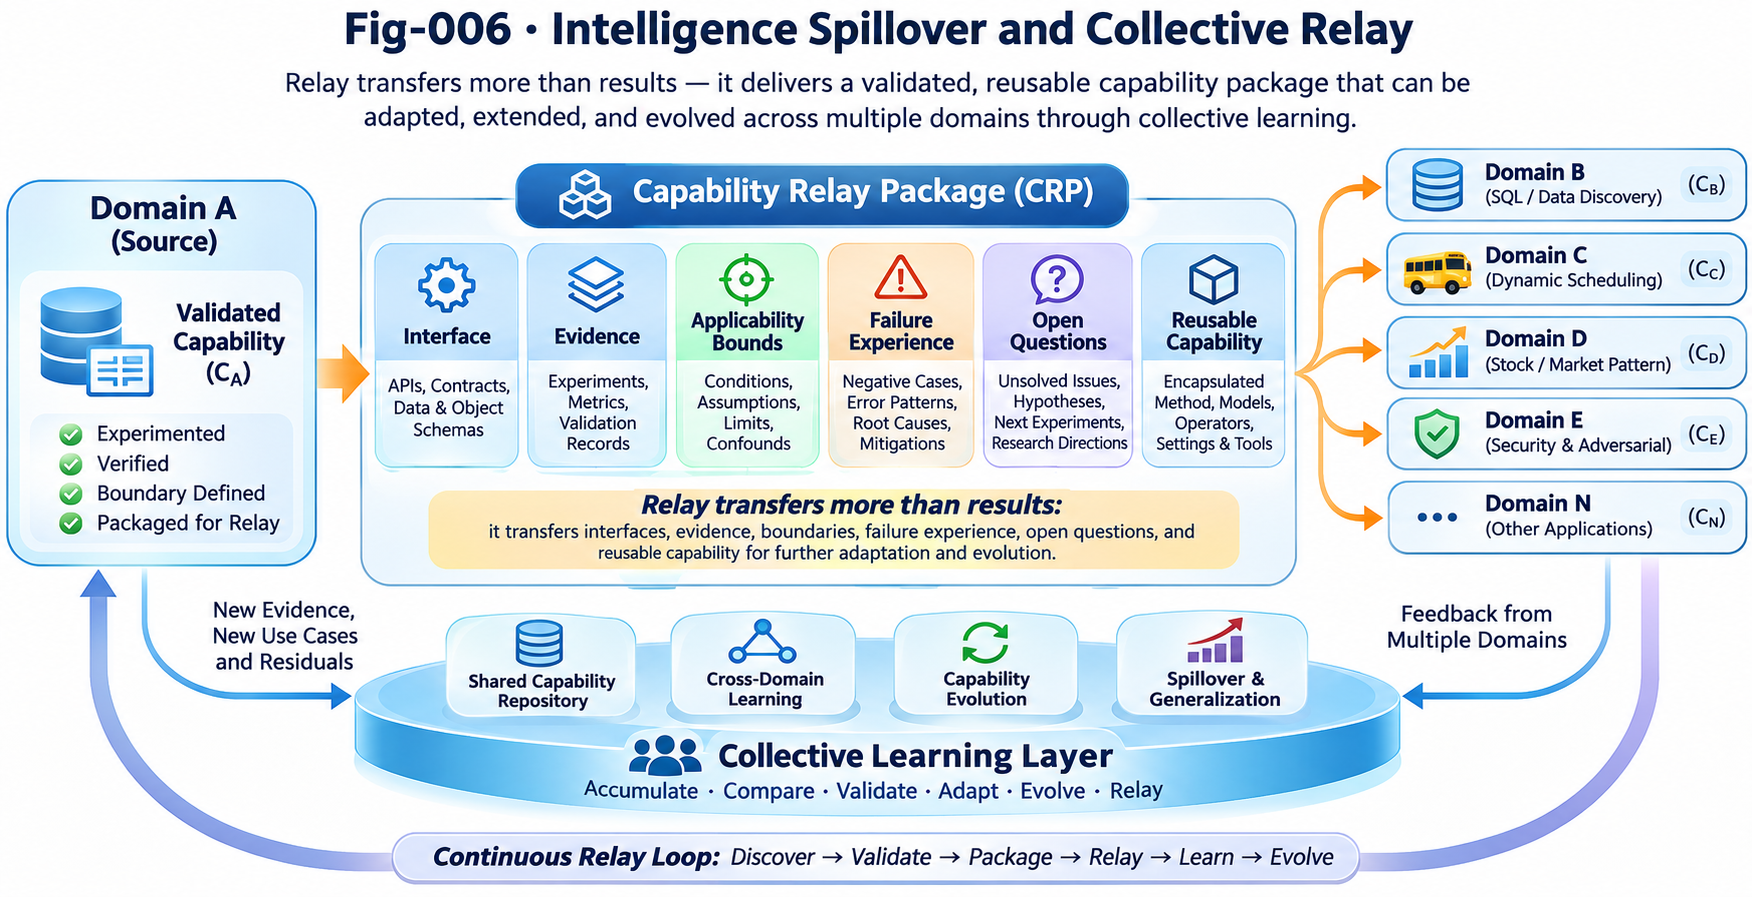 Fig-006 · Intelligence Spillover and Collective Relay
Relay transfers more than results — it delivers a validated, reusable capability package that can be
adapted, extended, and evolved across multiple domains through collective learning.
Domain A
(Source)
Validated
Capability
(C_A)
Experimented
Verified
Boundary Defined
Packaged for Relay
Capability Relay Package (CRP)
Interface
APIs, Contracts,
Data & Object
Schemas
Evidence
Experiments,
Metrics,
Validation
Records
Applicability
Bounds
Conditions,
Assumptions,
Limits,
Confounds
Failure
Experience
Negative Cases,
Error Patterns,
Root Causes,
Mitigations
Open
Questions
Unsolved Issues,
Hypotheses,
Next Experiments,
Research Directions
Reusable
Capability
Encapsulated
Method, Models,
Operators,
Settings & Tools
Relay transfers more than results:
it transfers interfaces, evidence, boundaries, failure experience, open questions, and
reusable capability for further adaptation and evolution.
Domain B
(SQL / Data Discovery)
(C_B)
Domain C
(Dynamic Scheduling)
(C_C)
Domain D
(Stock / Market Pattern)
(C_D)
Domain E
(Security & Adversarial)
(C_E)
Domain N
(Other Applications)
(C_N)
New Evidence,
New Use Cases
and Residuals
Feedback from
Multiple Domains
Shared Capability
Repository
Cross-Domain
Learning
Capability
Evolution
Spillover &
Generalization
Collective Learning Layer
Accumulate · Compare · Validate · Adapt · Evolve · Relay
Continuous Relay Loop: Discover → Validate → Package → Relay → Learn → Evolve